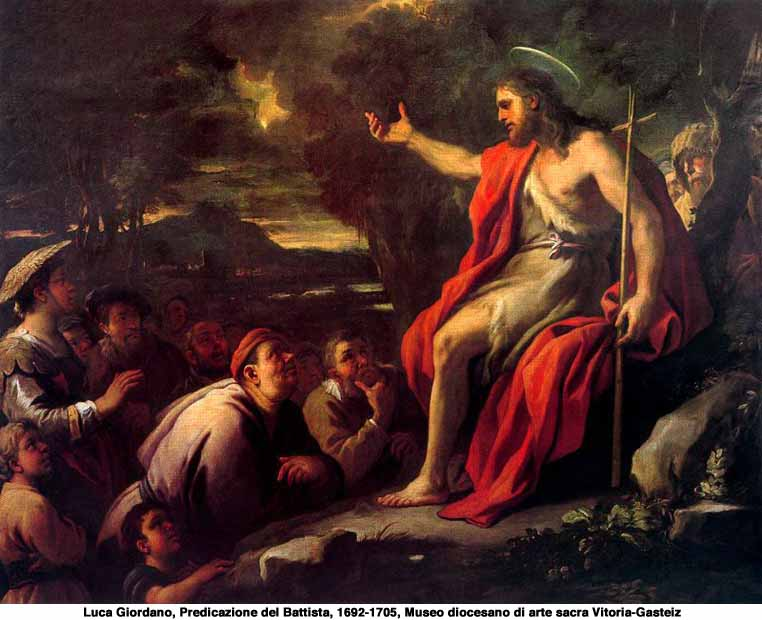 Luca Giordano, Predicazione del Battista, 1692-1705, Museo diocesano di arte sacra Vitoria-Gasteiz